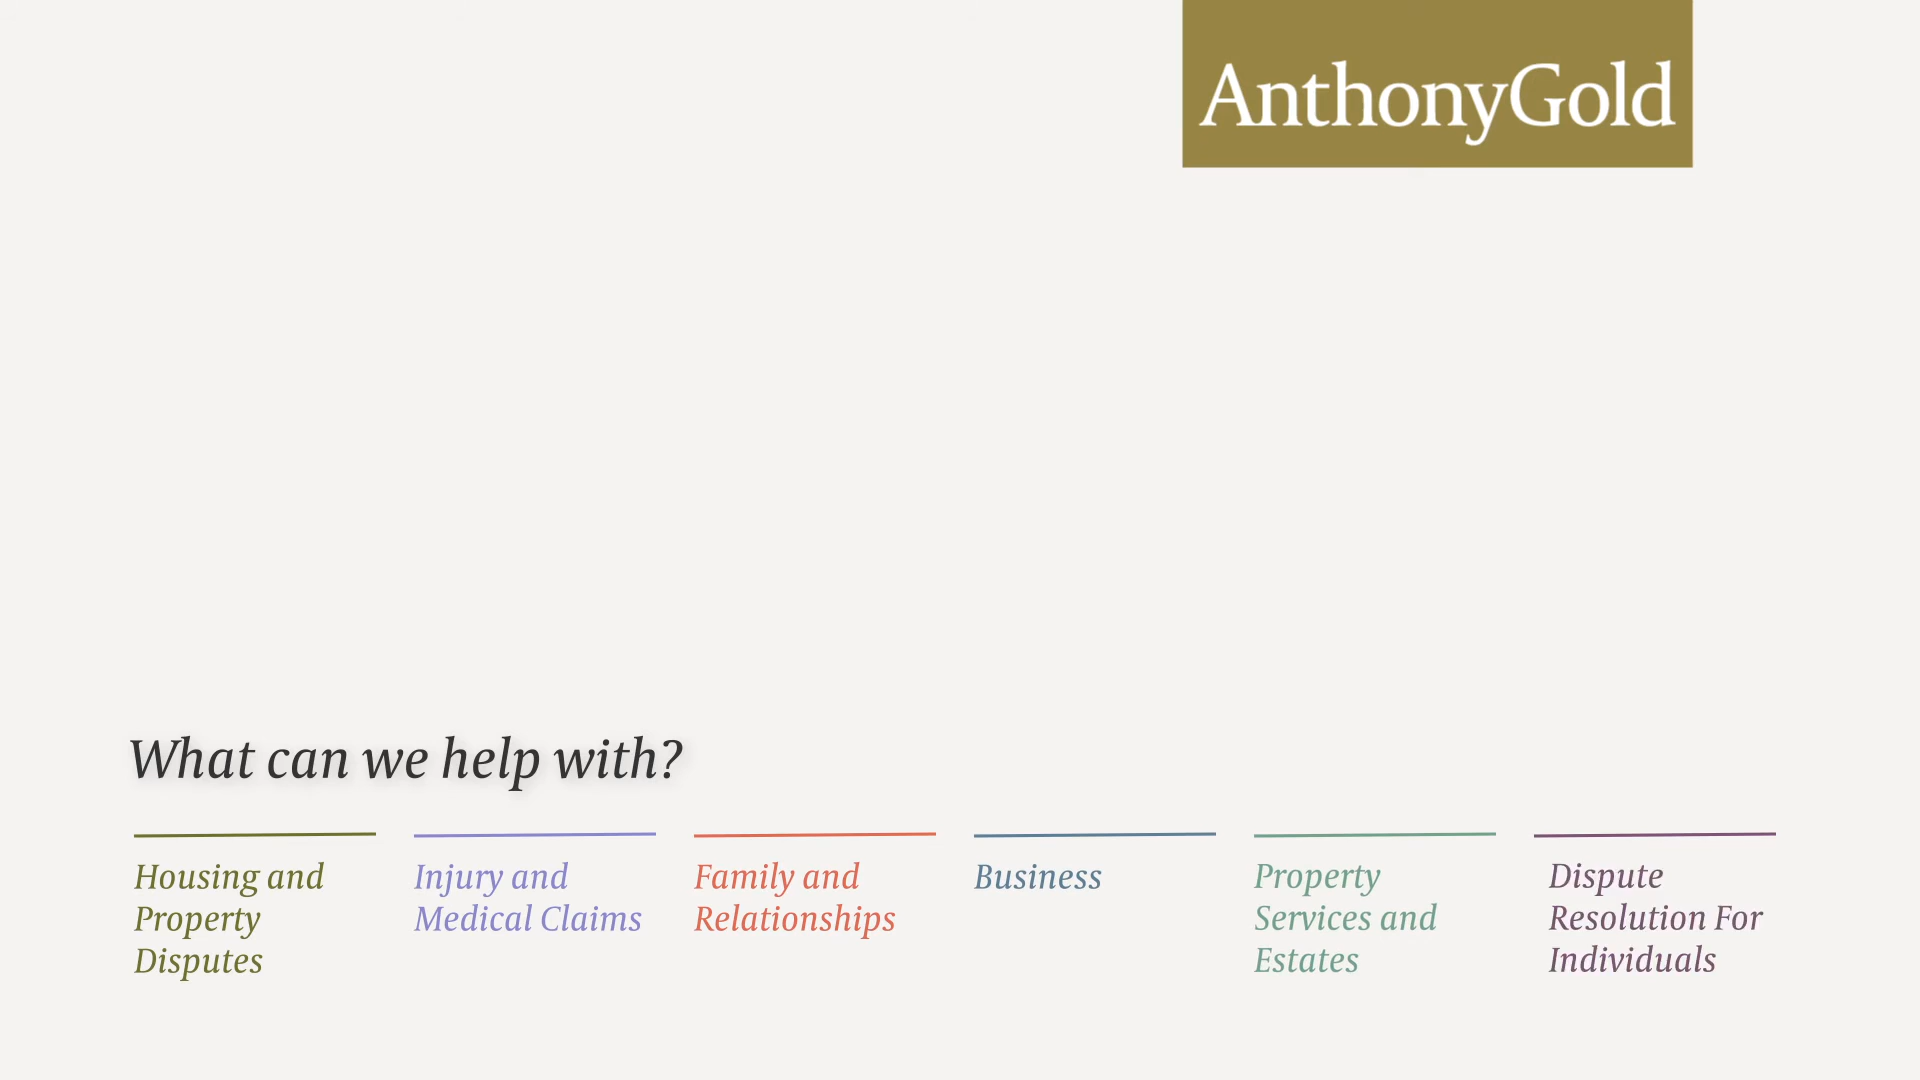 AnthonyGold
What can we help with?
Housing and
Property
Disputes
Injury and
Medical Claims
Family and
Relationships
Business
Property
Services and
Estates
Dispute
Resolution For
Individuals